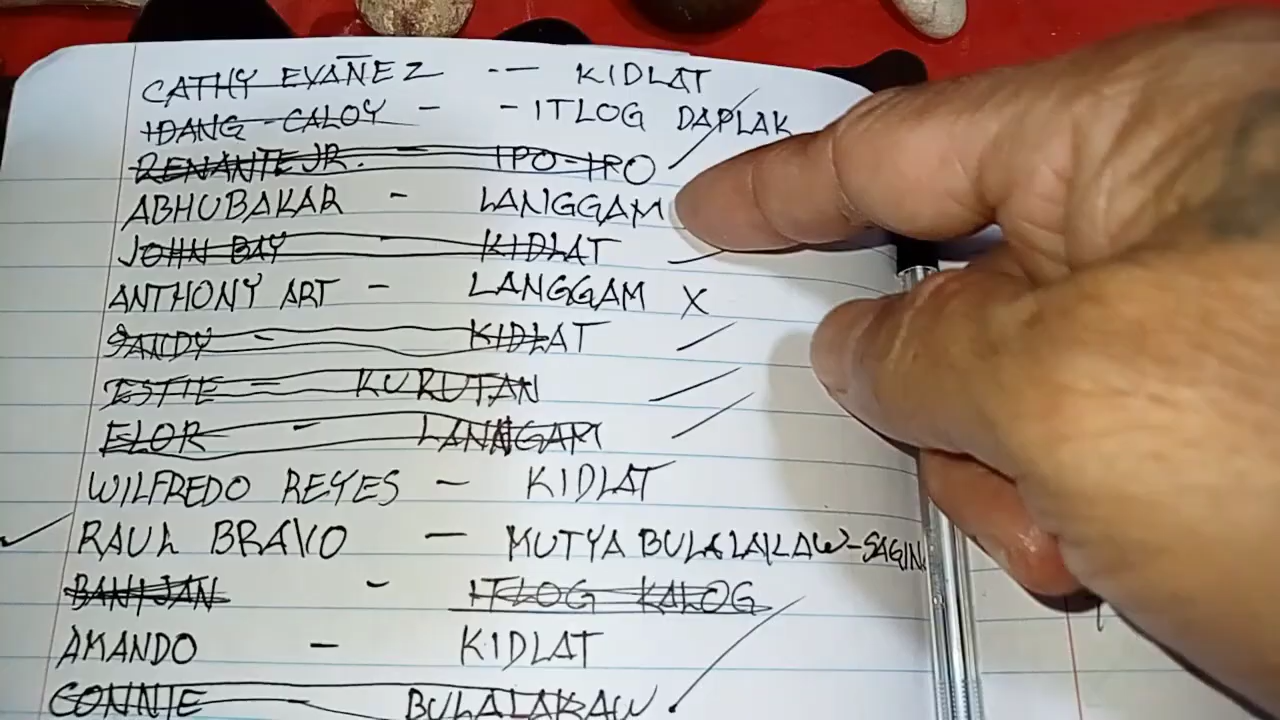 CATHY EVAÑEZ -- KIDLAT
IDANG CALOY - - ITLOG DAPLAK
RENANTE JR. - IPO-IPO
ABHUBAKAR - LANGGAM
JOHN BAY - KIDLAT
ANTHONY ART - LANGGAM X
SANDY - KIDLAT
ESTIE = KURUTAN
ELOR - LANGGAM
WILFREDO REYES - KIDLAT
RAUL BRAVO - MUTYA BULALAKAW-SAGIN
BANIJAN - ITLOG KALOG
AMANDO - KIDLAT
CONNIE - BULALAKAW